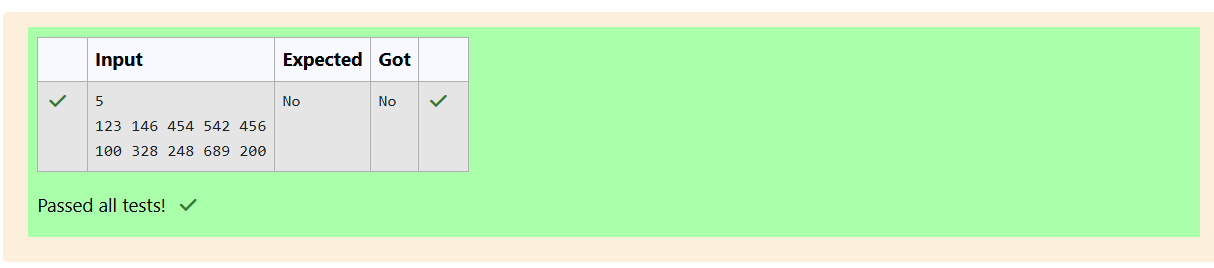 Input Expected Got
5 No No
123 146 454 542 456
100 328 248 689 200
Passed all tests!